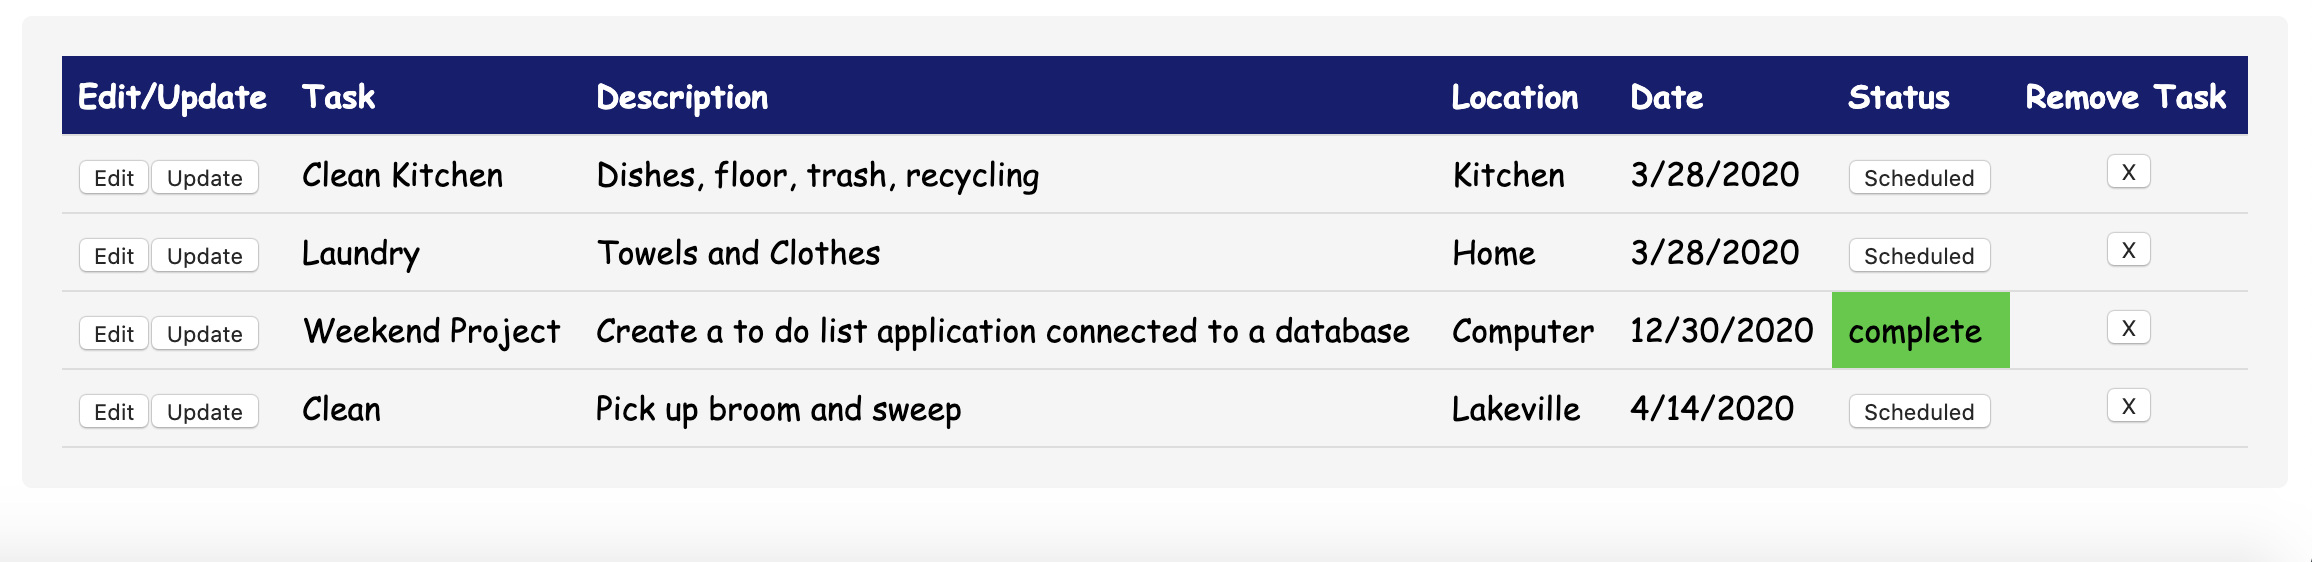 Edit/Update Task Description Location Date Status Remove Task
Edit Update Clean Kitchen Dishes, floor, trash, recycling Kitchen 3/28/2020 Scheduled X
Edit Update Laundry Towels and Clothes Home 3/28/2020 Scheduled X
Edit Update Weekend Project Create a to do list application connected to a database Computer 12/30/2020 complete X
Edit Update Clean Pick up broom and sweep Lakeville 4/14/2020 Scheduled X